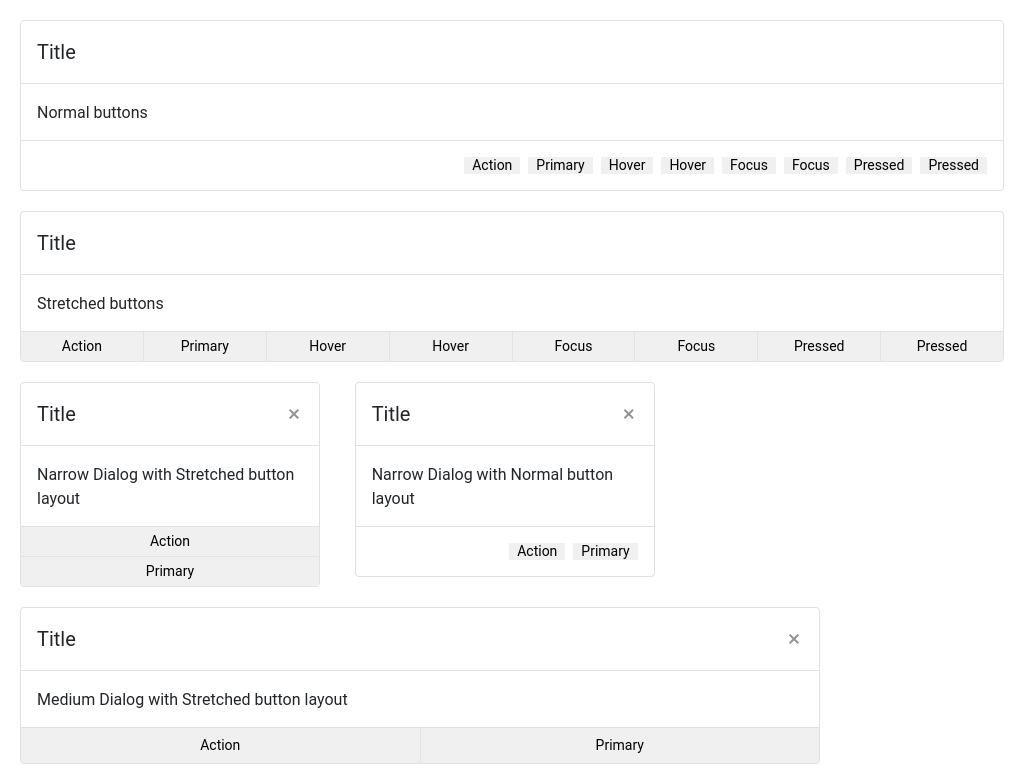 Title
Normal buttons
Action Primary Hover Hover Focus Focus Pressed Pressed
Title
Stretched buttons
Action Primary Hover Hover Focus Focus Pressed Pressed
Title
Narrow Dialog with Stretched button
layout
Action
Primary
Title
Narrow Dialog with Normal button
layout
Action Primary
Title
Medium Dialog with Stretched button layout
Action Primary